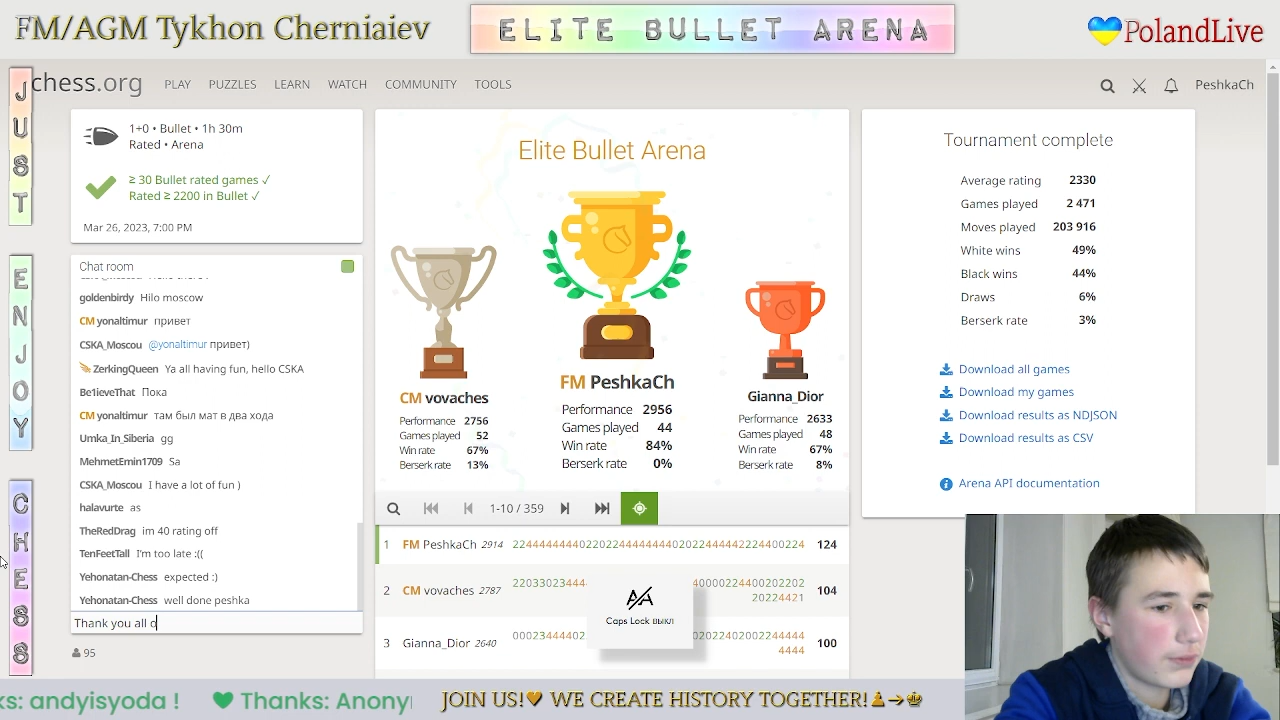 FM/AGM Tykhon Cherniaiev
ELITE BULLET ARENA
PolandLive
JUST
ENJOY
CHESS
chess.org
PLAY PUZZLES LEARN WATCH COMMUNITY TOOLS
PeshkaCh
1+0 • Bullet • 1h 30m
Rated • Arena
≥ 30 Bullet rated games ✓
Rated ≥ 2200 in Bullet ✓
Mar 26, 2023, 7:00 PM
Chat room
goldenbirdy Hilo moscow
CM yonaltimur привет
CSKA_Moscou @yonaltimur привет)
ZerkingQueen Ya all having fun, hello CSKA
Be1ieveThat Пока
CM yonaltimur там был мат в два хода
Umka_In_Siberia gg
MehmetEmin1709 Sa
CSKA_Moscou I have a lot of fun )
halavurte as
TheRedDrag im 40 rating off
TenFeetTall I'm too late :((
Yehonatan-Chess expected :)
Yehonatan-Chess well done peshka
Thank you all o
95
Elite Bullet Arena
CM vovaches
Performance 2756
Games played 52
Win rate 67%
Berserk rate 13%
FM PeshkaCh
Performance 2956
Games played 44
Win rate 84%
Berserk rate 0%
Gianna_Dior
Performance 2633
Games played 48
Win rate 67%
Berserk rate 8%
1-10 / 359
1 FM PeshkaCh 2914 22444444440220224444444402022444442224400224 124
2 CM vovaches 2787 22033023444 40000224400202202 104
20224421
3 Gianna_Dior 2640 00023444402 020224020022444444 100
4444
Caps Lock выкл
Tournament complete
Average rating 2330
Games played 2 471
Moves played 203 916
White wins 49%
Black wins 44%
Draws 6%
Berserk rate 3%
Download all games
Download my games
Download results as NDJSON
Download results as CSV
Arena API documentation
ks: andyisyoda ! Thanks: Anony
JOIN US! WE CREATE HISTORY TOGETHER!